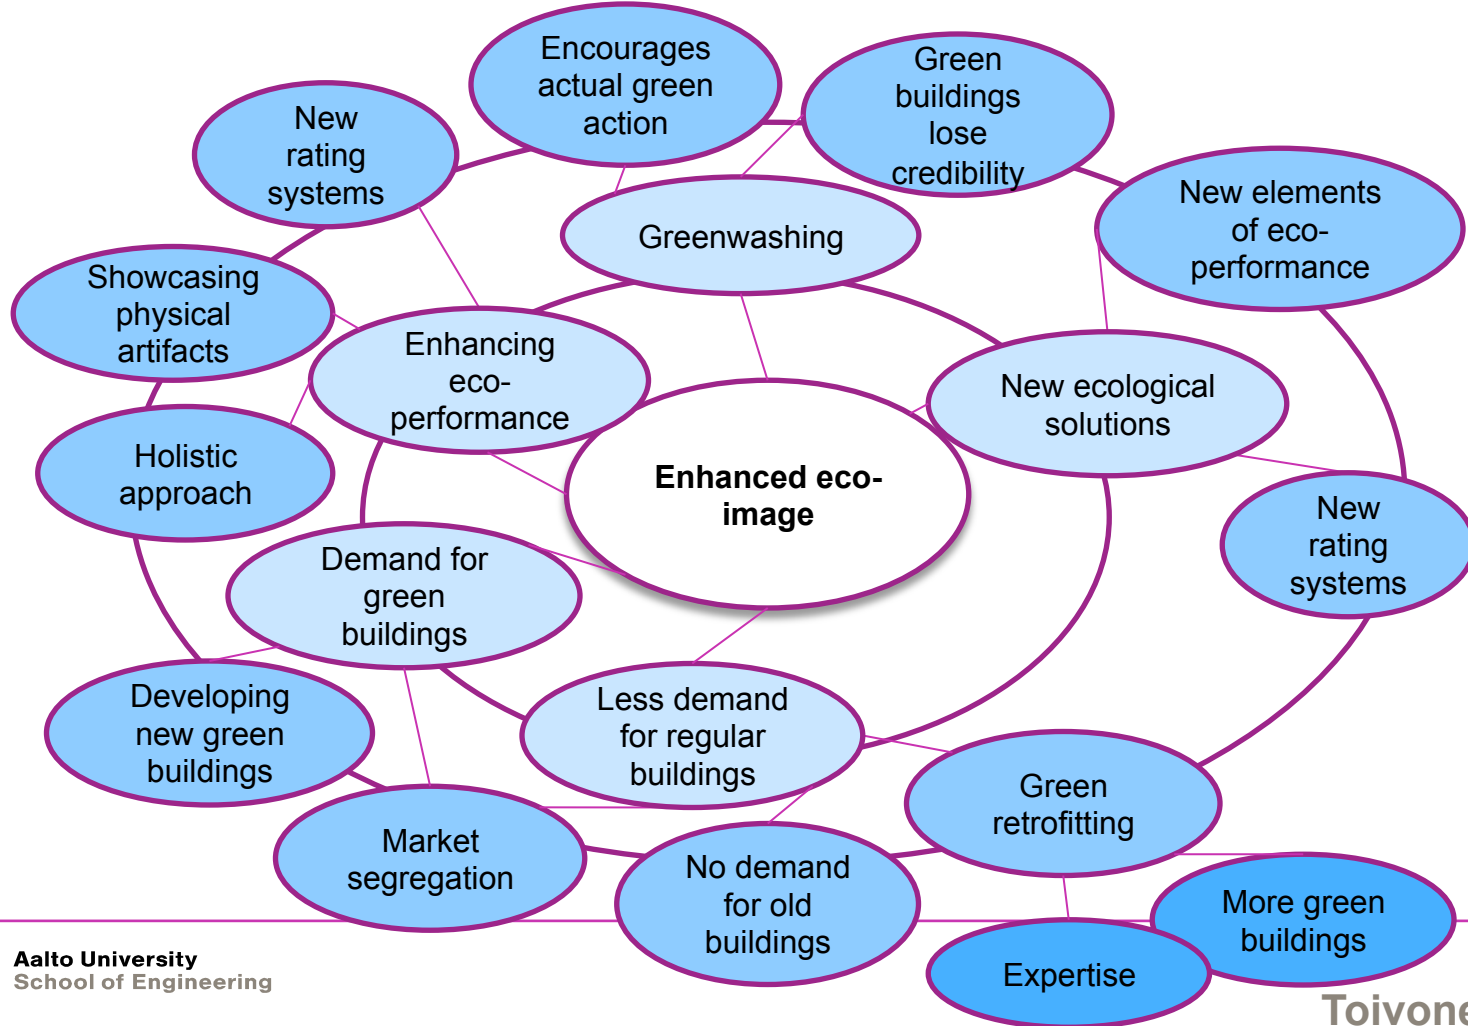 Encourages
actual green
action
Green
buildings
lose
credibility
New
rating
systems
New elements
of eco-
performance
Greenwashing
Showcasing
physical
artifacts
Enhancing
eco-
performance
New ecological
solutions
Holistic
approach
Enhanced eco-
image
New
rating
systems
Demand for
green
buildings
Developing
new green
buildings
Less demand
for regular
buildings
Green
retrofitting
Market
segregation
No demand
for old
buildings
More green
buildings
Expertise
Aalto University
School of Engineering
Toivone